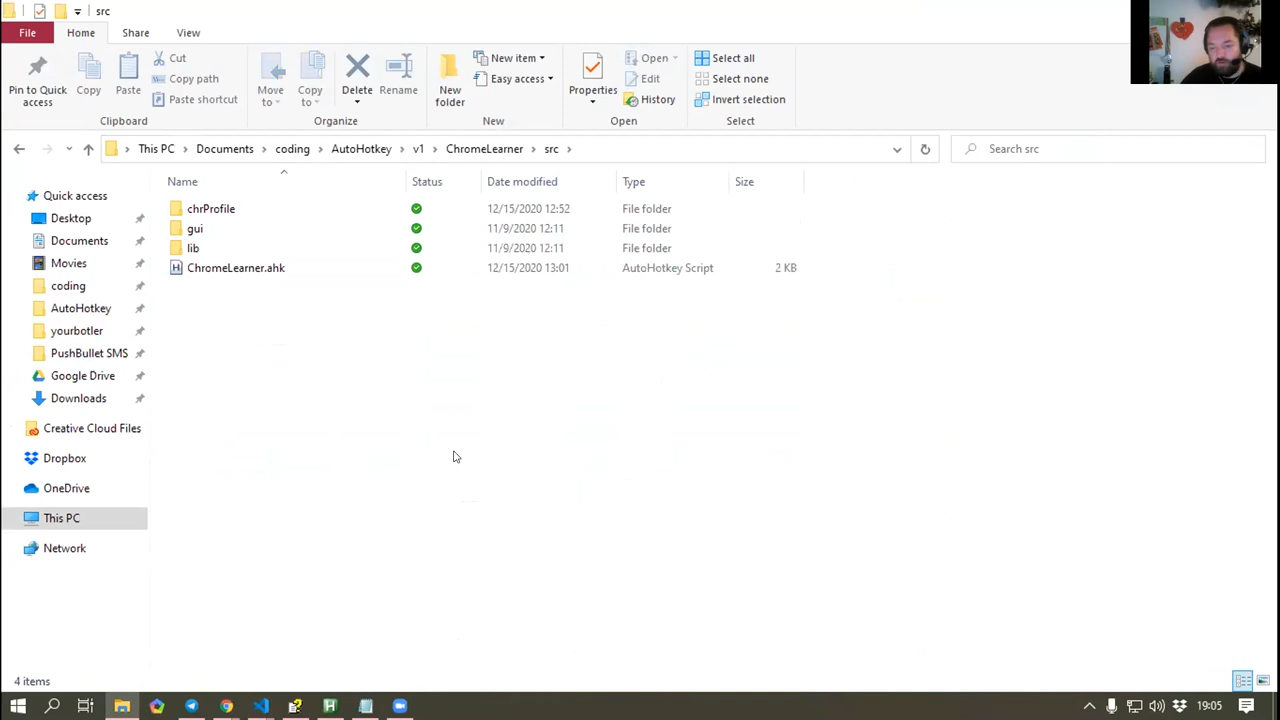 src
File Home Share View
Pin to Quick access
Copy
Paste
Cut
Copy path
Paste shortcut
Clipboard
Move to
Copy to
Delete
Rename
Organize
New folder
New item
Easy access
New
Properties
Open
Edit
History
Open
Select all
Select none
Invert selection
Select
This PC Documents coding AutoHotkey v1 ChromeLearner src
Search src
Name Status Date modified Type Size
chrProfile 12/15/2020 12:52 File folder
gui 11/9/2020 12:11 File folder
lib 11/9/2020 12:11 File folder
ChromeLearner.ahk 12/15/2020 13:01 AutoHotkey Script 2 KB
Quick access
Desktop
Documents
Movies
coding
AutoHotkey
yourbotler
PushBullet SMS
Google Drive
Downloads
Creative Cloud Files
Dropbox
OneDrive
This PC
Network
4 items
19:05